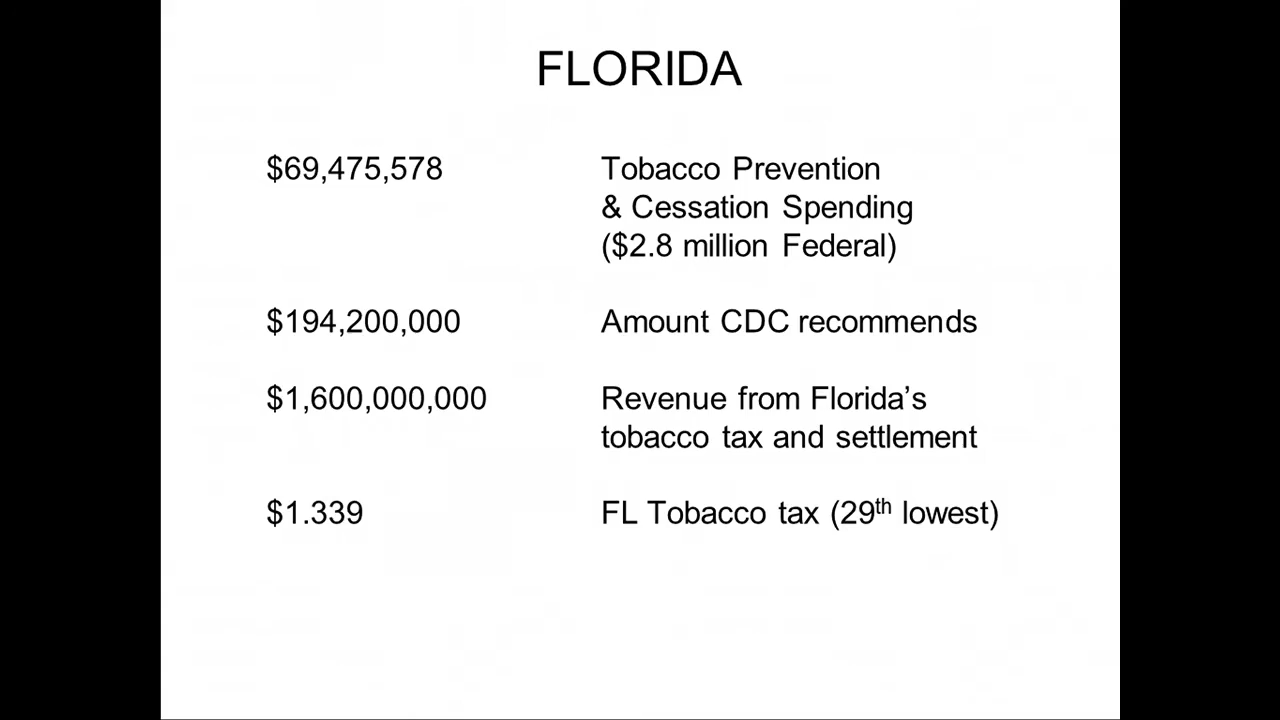 FLORIDA
$69,475,578 Tobacco Prevention
& Cessation Spending
($2.8 million Federal)
$194,200,000 Amount CDC recommends
$1,600,000,000 Revenue from Florida’s
tobacco tax and settlement
$1.339 FL Tobacco tax (29th lowest)